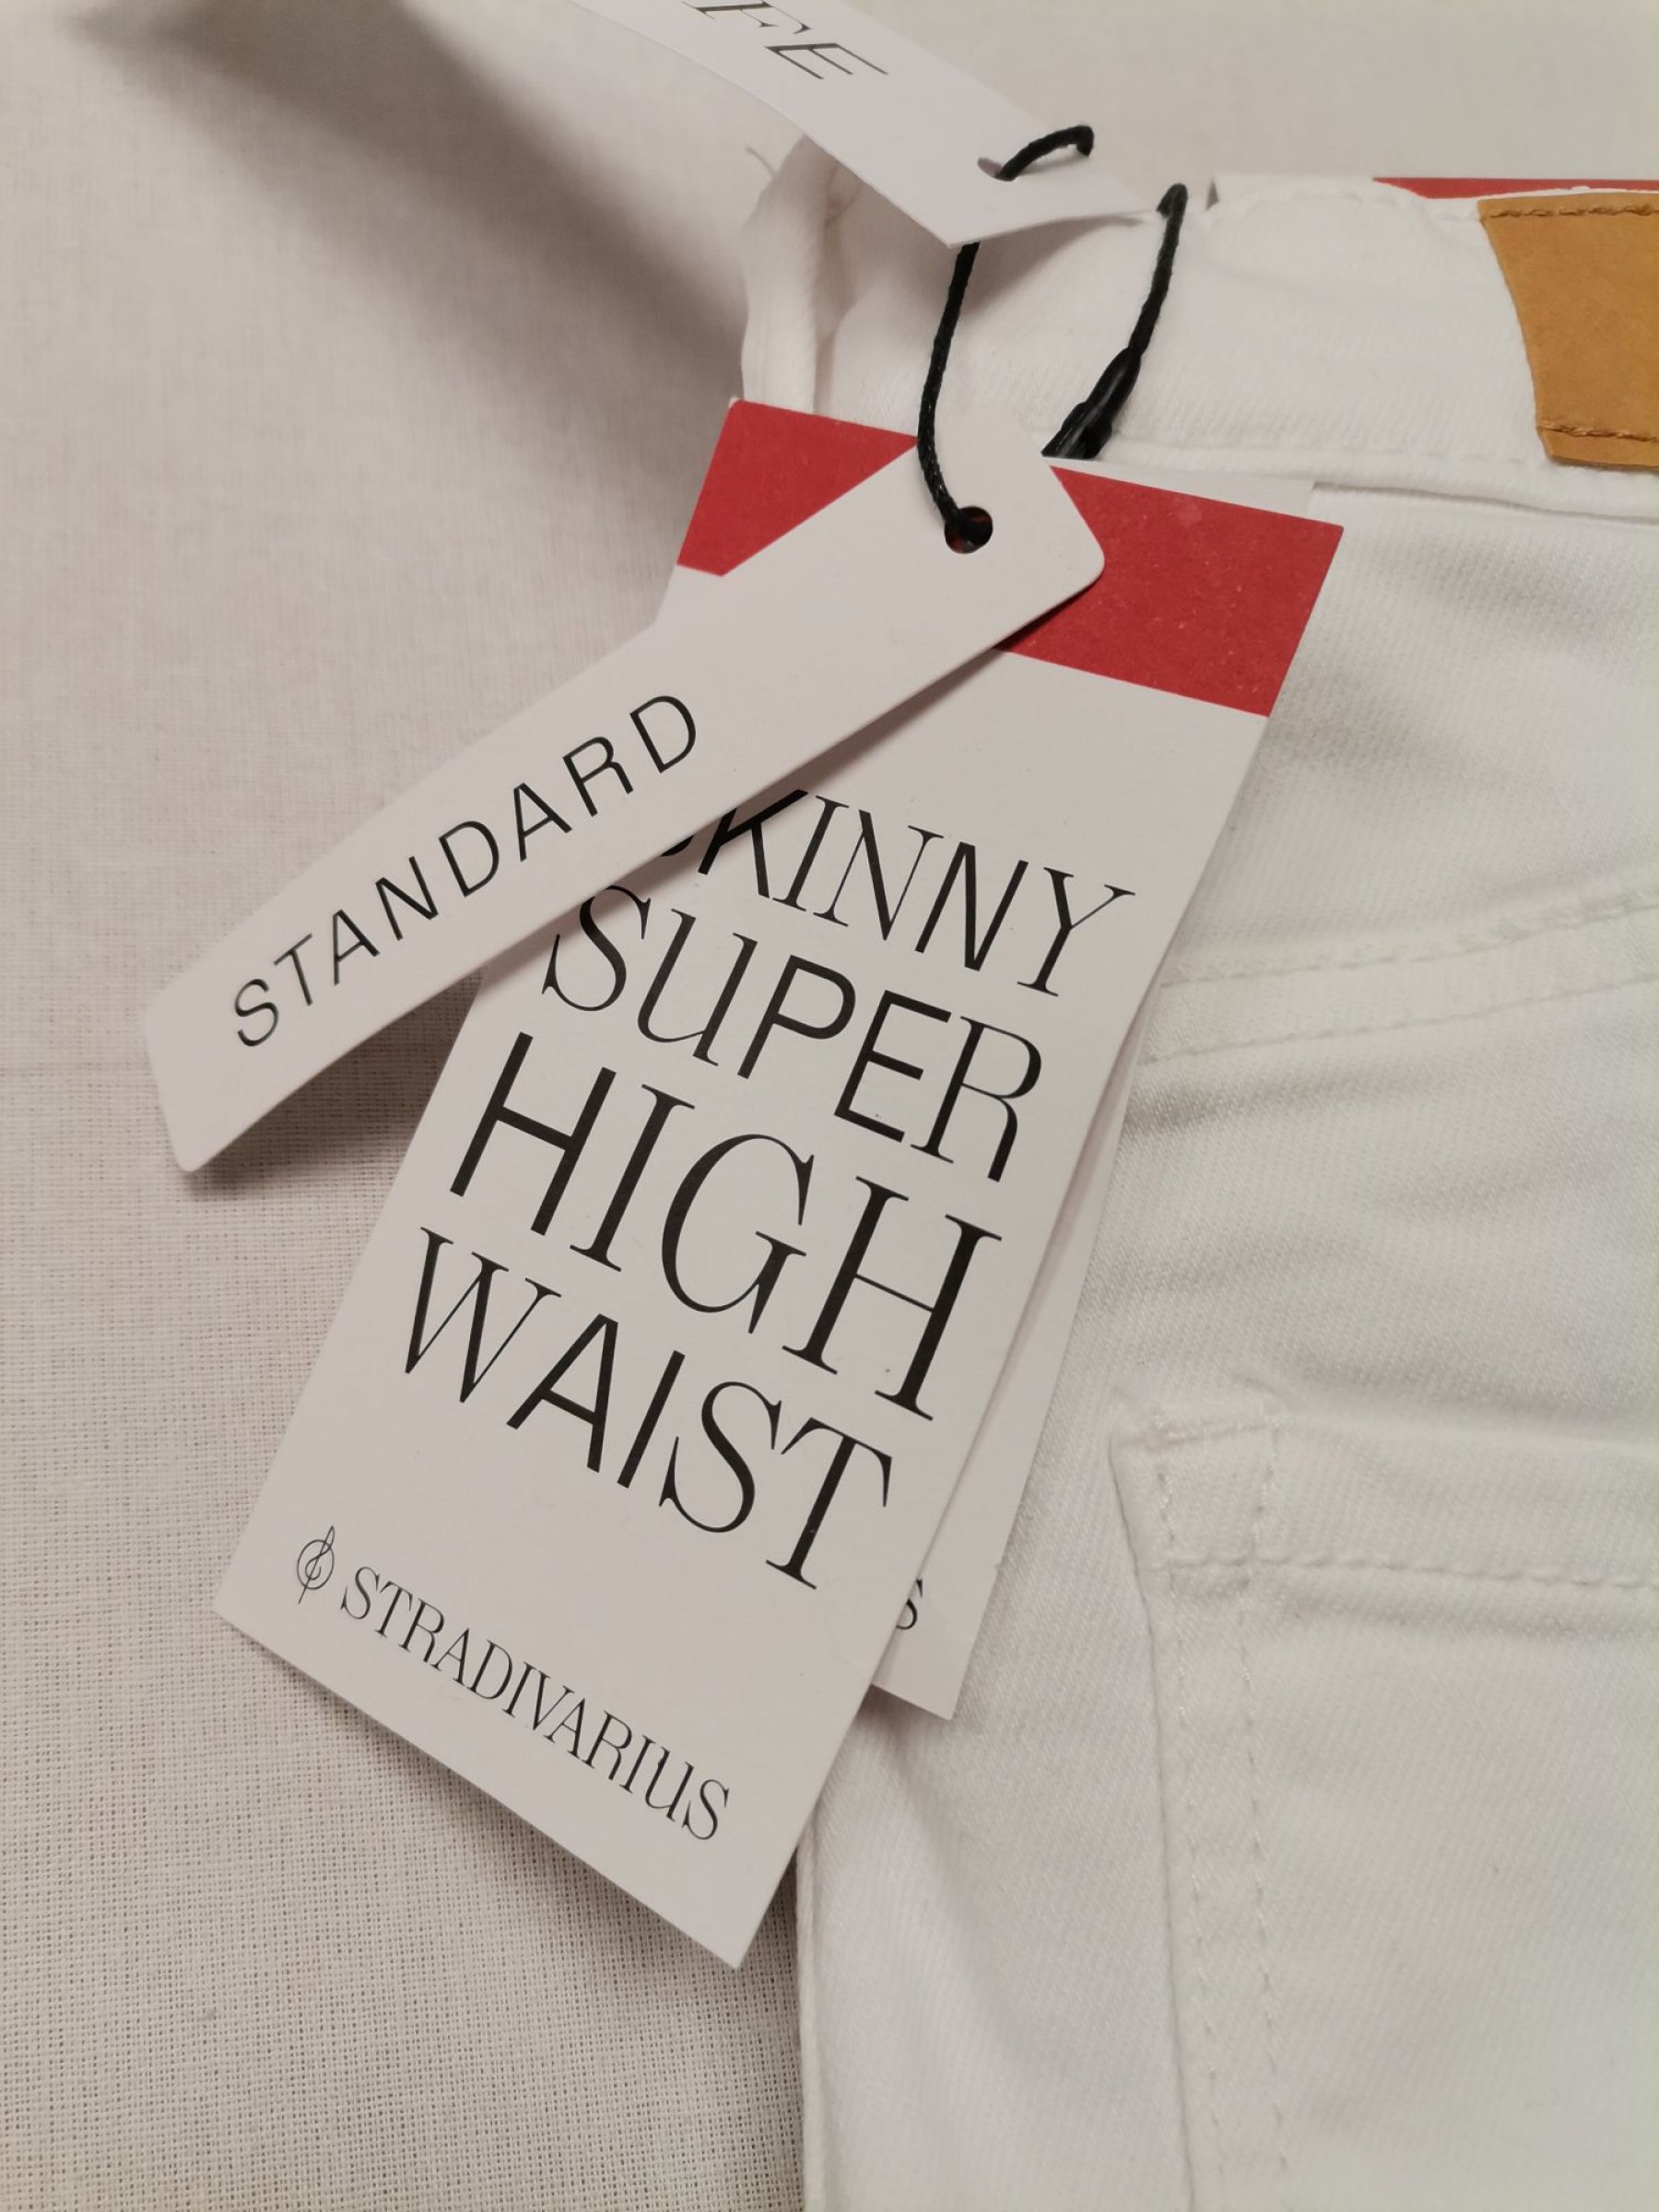 STANDARD
SKINNY
SUPER
HIGH
WAIST
STRADIVARIUS